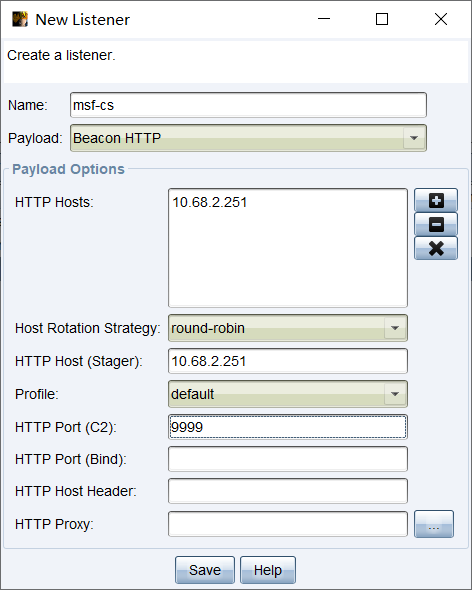 New Listener
Create a listener.
Name: msf-cs
Payload: Beacon HTTP
Payload Options
HTTP Hosts: 10.68.2.251
Host Rotation Strategy: round-robin
HTTP Host (Stager): 10.68.2.251
Profile: default
HTTP Port (C2): 9999
HTTP Port (Bind):
HTTP Host Header:
HTTP Proxy: ...
Save Help